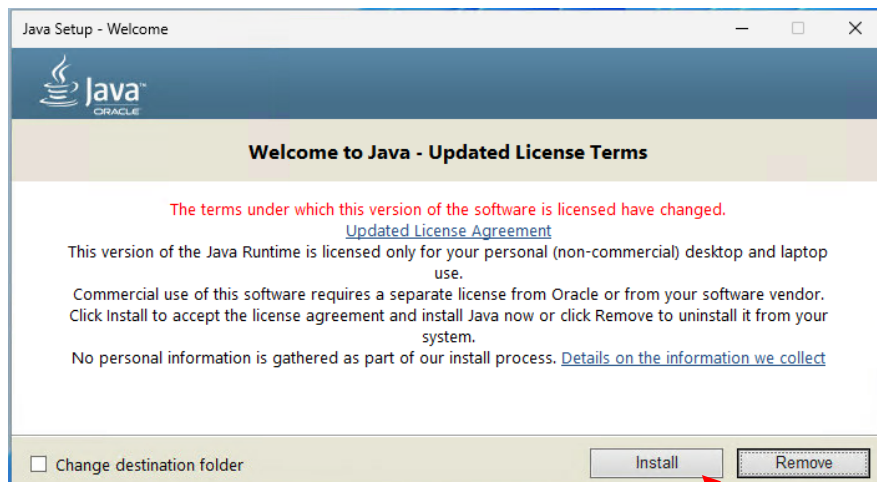 Java Setup - Welcome
Java™
ORACLE
Welcome to Java - Updated License Terms
The terms under which this version of the software is licensed have changed.
Updated License Agreement
This version of the Java Runtime is licensed only for your personal (non-commercial) desktop and laptop
use.
Commercial use of this software requires a separate license from Oracle or from your software vendor.
Click Install to accept the license agreement and install Java now or click Remove to uninstall it from your
system.
No personal information is gathered as part of our install process. Details on the information we collect
Change destination folder
Install
Remove